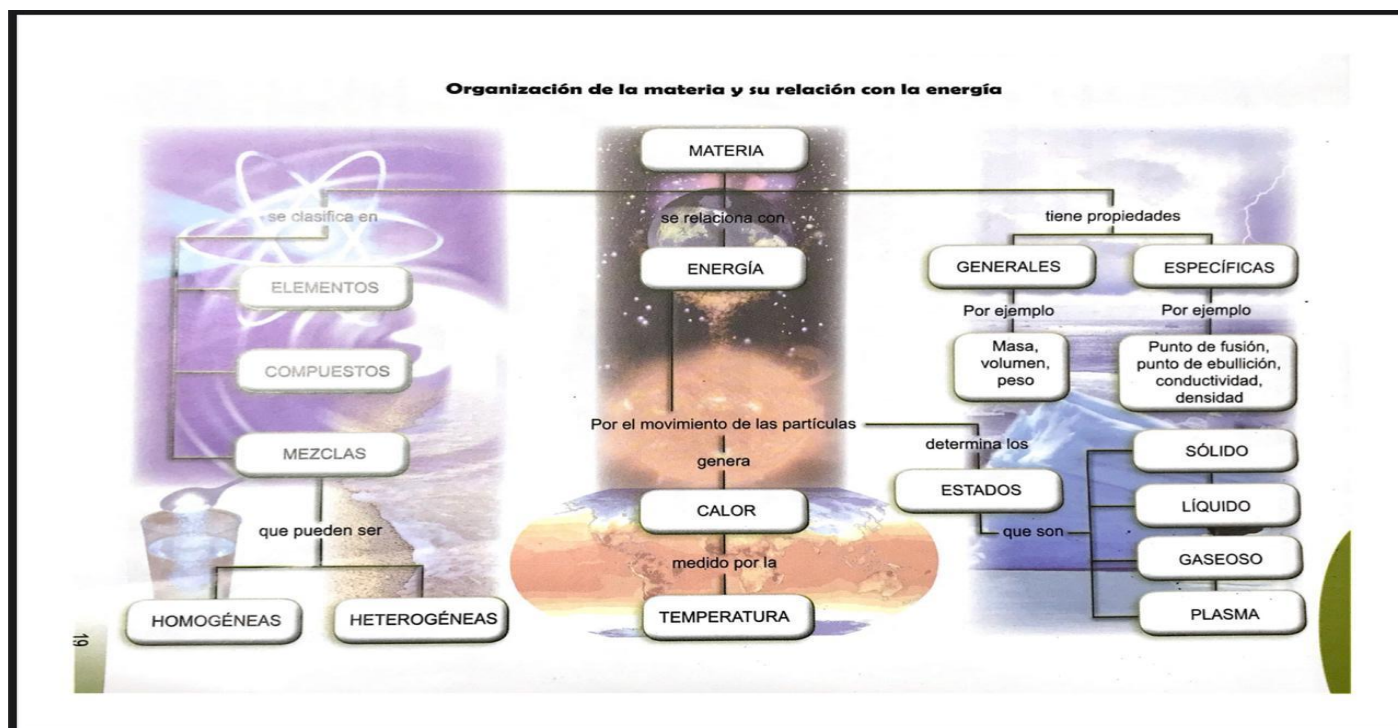 Organización de la materia y su relación con la energía
MATERIA
se clasifica en
se relaciona con
tiene propiedades
ELEMENTOS
COMPUESTOS
MEZCLAS
que pueden ser
HOMOGÉNEAS
HETEROGÉNEAS
ENERGÍA
Por el movimiento de las partículas
genera
CALOR
medido por la
TEMPERATURA
determina los
ESTADOS
que son
SÓLIDO
LÍQUIDO
GASEOSO
PLASMA
GENERALES
Por ejemplo
Masa,
volumen,
peso
ESPECÍFICAS
Por ejemplo
Punto de fusión,
punto de ebullición,
conductividad,
densidad
19